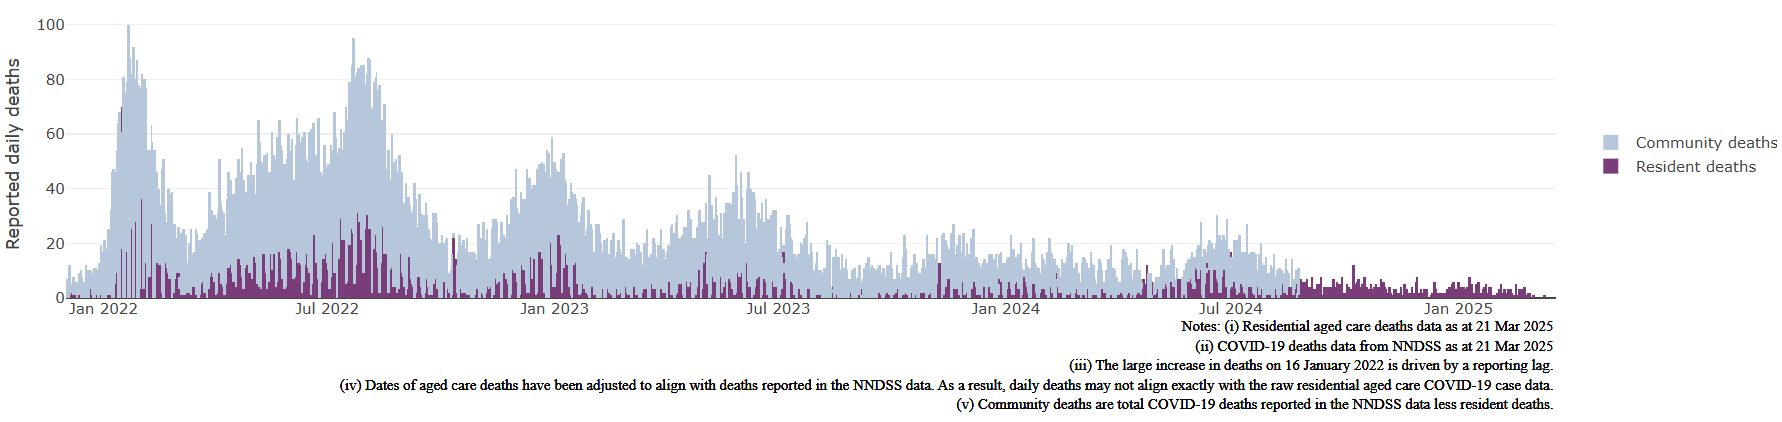 Reported daily deaths
100
80
60
40
20
0
Jan 2022 Jul 2022 Jan 2023 Jul 2023 Jan 2024 Jul 2024 Jan 2025
Community deaths
Resident deaths
Notes: (i) Residential aged care deaths data as at 21 Mar 2025
(ii) COVID-19 deaths data from NNDSS as at 21 Mar 2025
(iii) The large increase in deaths on 16 January 2022 is driven by a reporting lag.
(iv) Dates of aged care deaths have been adjusted to align with deaths reported in the NNDSS data. As a result, daily deaths may not align exactly with the raw residential aged care COVID-19 case data.
(v) Community deaths are total COVID-19 deaths reported in the NNDSS data less resident deaths.